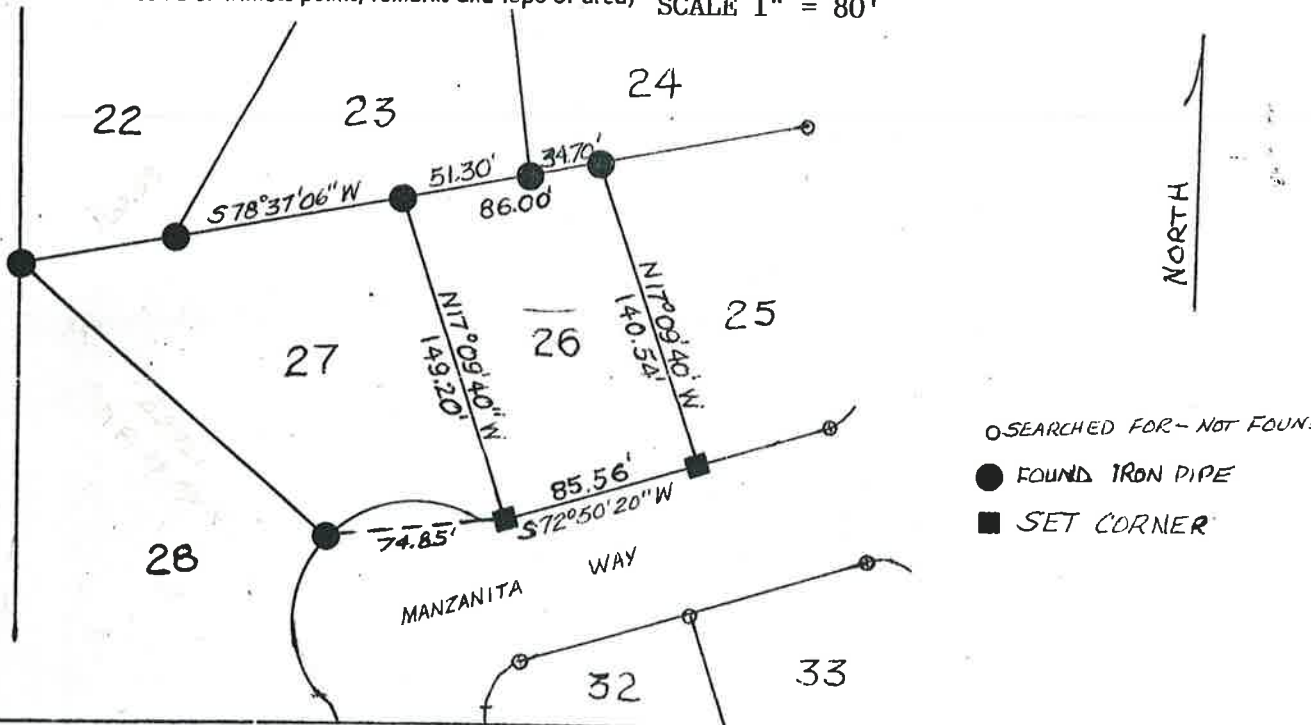 SCALE 1" = 80'
22
23
24
S 78°37'06" W
51.30'
34.70'
86.00'
NORTH
27
N17°09'40" W
149.20'
26
N17°09'40" W
140.54'
25
85.56'
S72°50'20" W
74.85'
28
MANZANITA WAY
32
33
SEARCHED FOR - NOT FOUN
FOUND IRON PIPE
SET CORNER